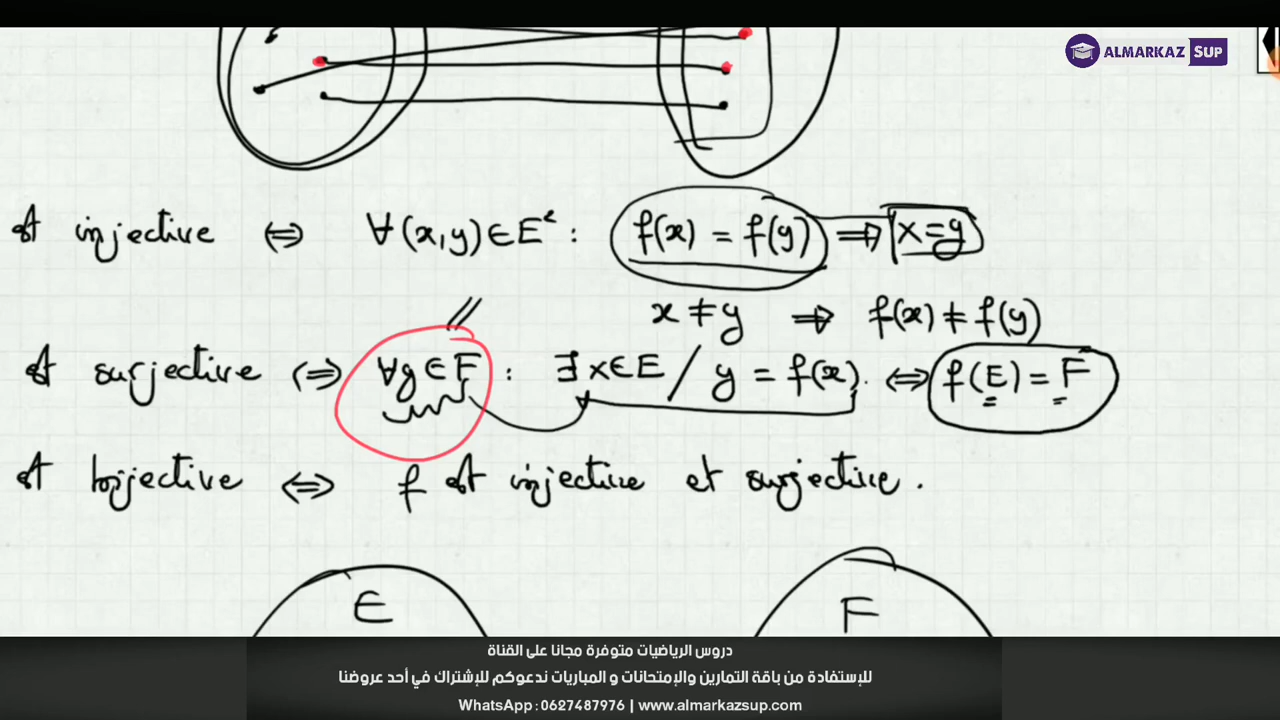 ALMARKAZ SUP
est injective ⇔ ∀(x,y)∈E² : f(x) = f(y) ⇒ x=y
x ≠ y ⇒ f(x) ≠ f(y)
est surjective ⇔ ∀y∈F : ∃x∈E / y = f(x). ⇔ f(E) = F
est bijective ⇔ f est injective et surjective.
E F
دروس الرياضيات متوفرة مجانا على القناة
للإستفادة من باقة التمارين والإمتحانات و المباريات ندعوكم للإشتراك في أحد عروضنا
WhatsApp : 0627487976 | www.almarkazsup.com